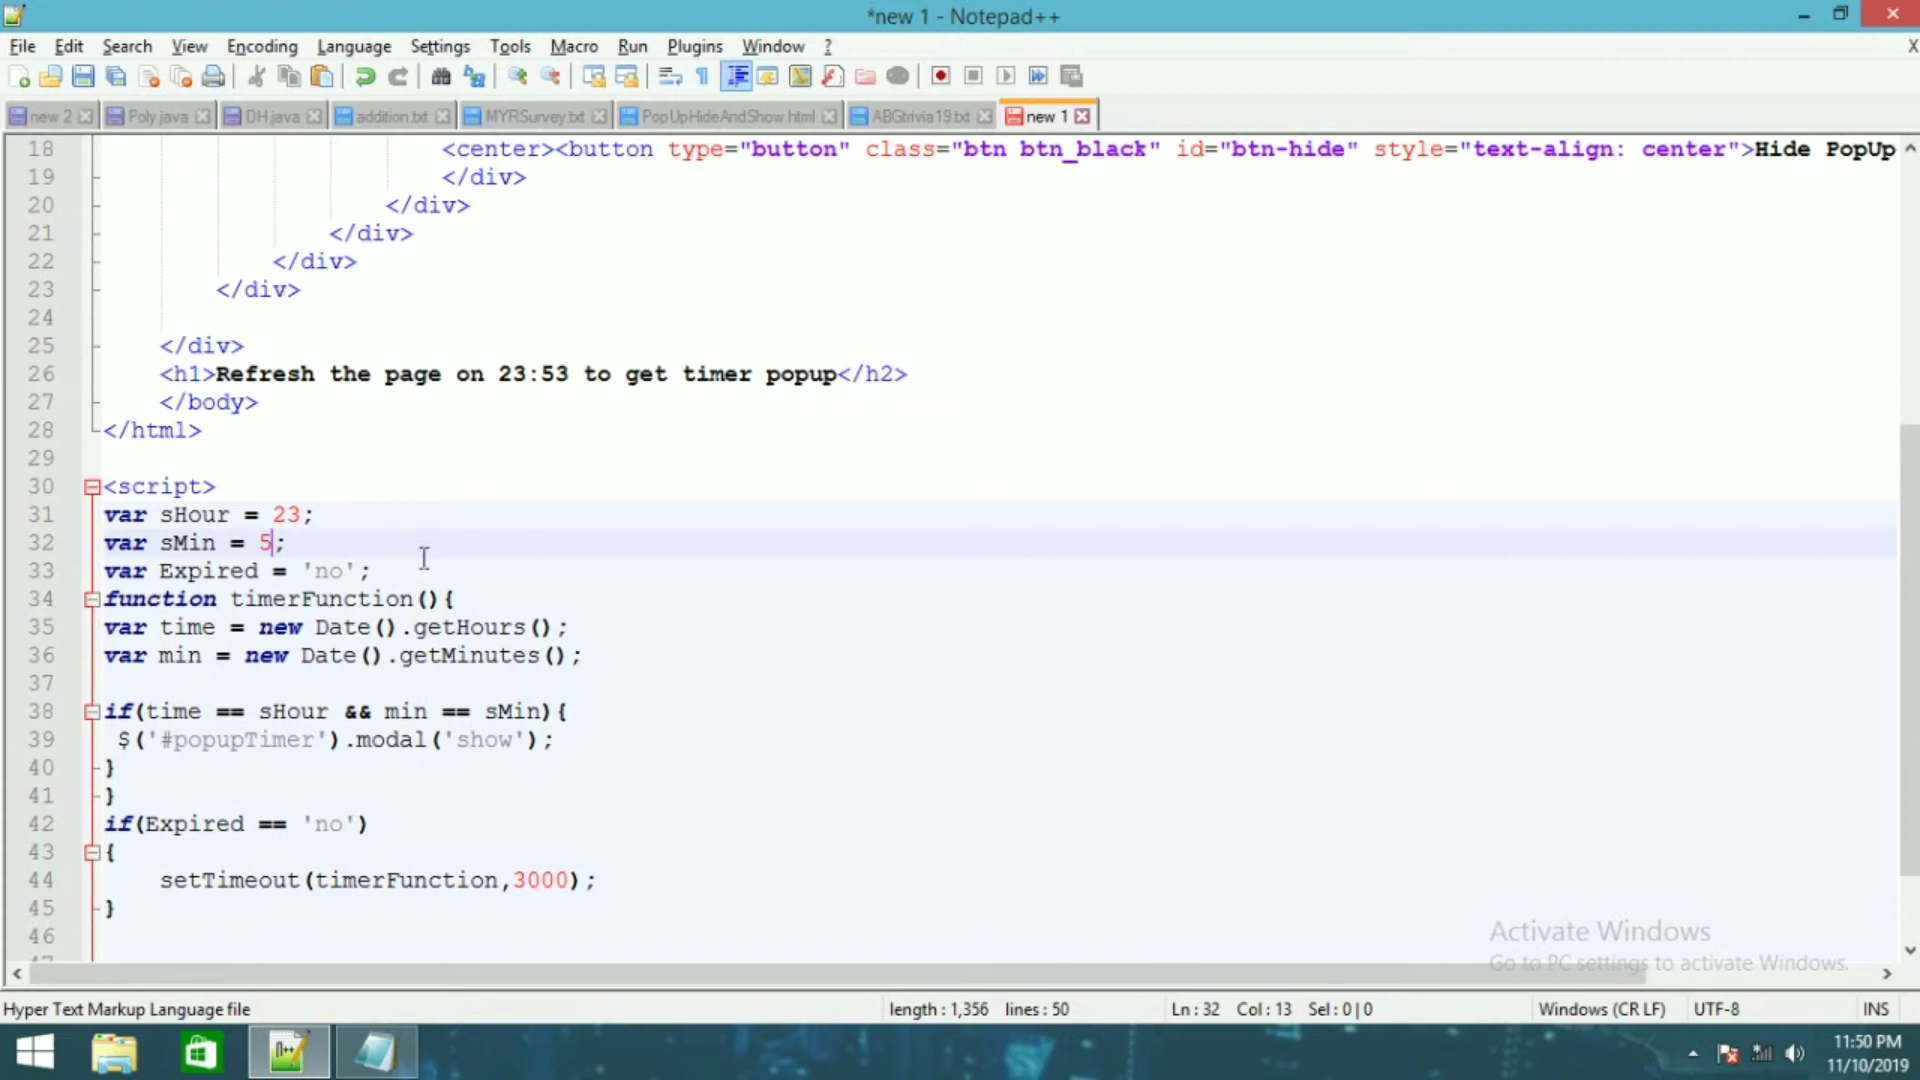 *new 1 - Notepad++
File Edit Search View Encoding Language Settings Tools Macro Run Plugins Window ? X
new 2 Poly.java DH.java addition.txt MYRSurvey.txt PopUpHideAndShow.html ABGtrivia19.txt new 1
18 <center><button type="button" class="btn btn_black" id="btn-hide" style="text-align: center">Hide PopUp
19 </div>
20 </div>
21 </div>
22 </div>
23 </div>
24
25 </div>
26 <h1>Refresh the page on 23:53 to get timer popup</h2>
27 </body>
28 </html>
29
30 <script>
31 var sHour = 23;
32 var sMin = 5;
33 var Expired = 'no';
34 function timerFunction(){
35 var time = new Date().getHours();
36 var min = new Date().getMinutes();
37
38 if(time == sHour && min == sMin){
39 $('#popupTimer').modal('show');
40 }
41 }
42 if(Expired == 'no')
43 {
44 setTimeout(timerFunction,3000);
45 }
46
Activate Windows
Go to PC settings to activate Windows.
Hyper Text Markup Language file length : 1,356 lines : 50 Ln : 32 Col : 13 Sel : 0 | 0 Windows (CR LF) UTF-8 INS
11:50 PM
11/10/2019